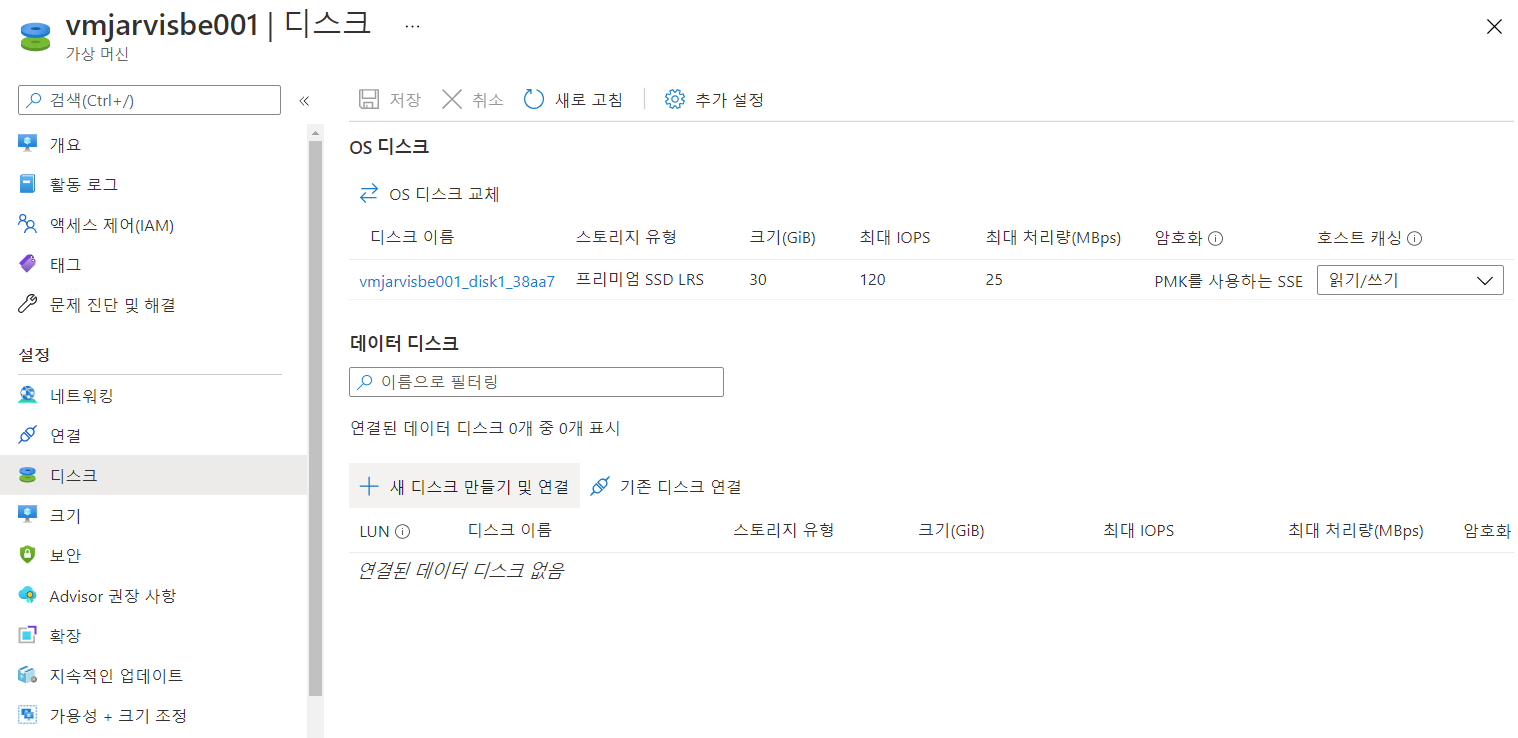 vmjarvisbe001 | 디스크 ...
가상 머신
검색(Ctrl+/)
«
개요
활동 로그
액세스 제어(IAM)
태그
문제 진단 및 해결
설정
네트워킹
연결
디스크
크기
보안
Advisor 권장 사항
확장
지속적인 업데이트
가용성 + 크기 조정
저장 취소 새로 고침 추가 설정
OS 디스크
OS 디스크 교체
디스크 이름 스토리지 유형 크기(GiB) 최대 IOPS 최대 처리량(MBps) 암호화 호스트 캐싱
vmjarvisbe001_disk1_38aa7 프리미엄 SSD LRS 30 120 25 PMK를 사용하는 SSE 읽기/쓰기
데이터 디스크
이름으로 필터링
연결된 데이터 디스크 0개 중 0개 표시
새 디스크 만들기 및 연결 기존 디스크 연결
LUN 디스크 이름 스토리지 유형 크기(GiB) 최대 IOPS 최대 처리량(MBps) 암호화
연결된 데이터 디스크 없음